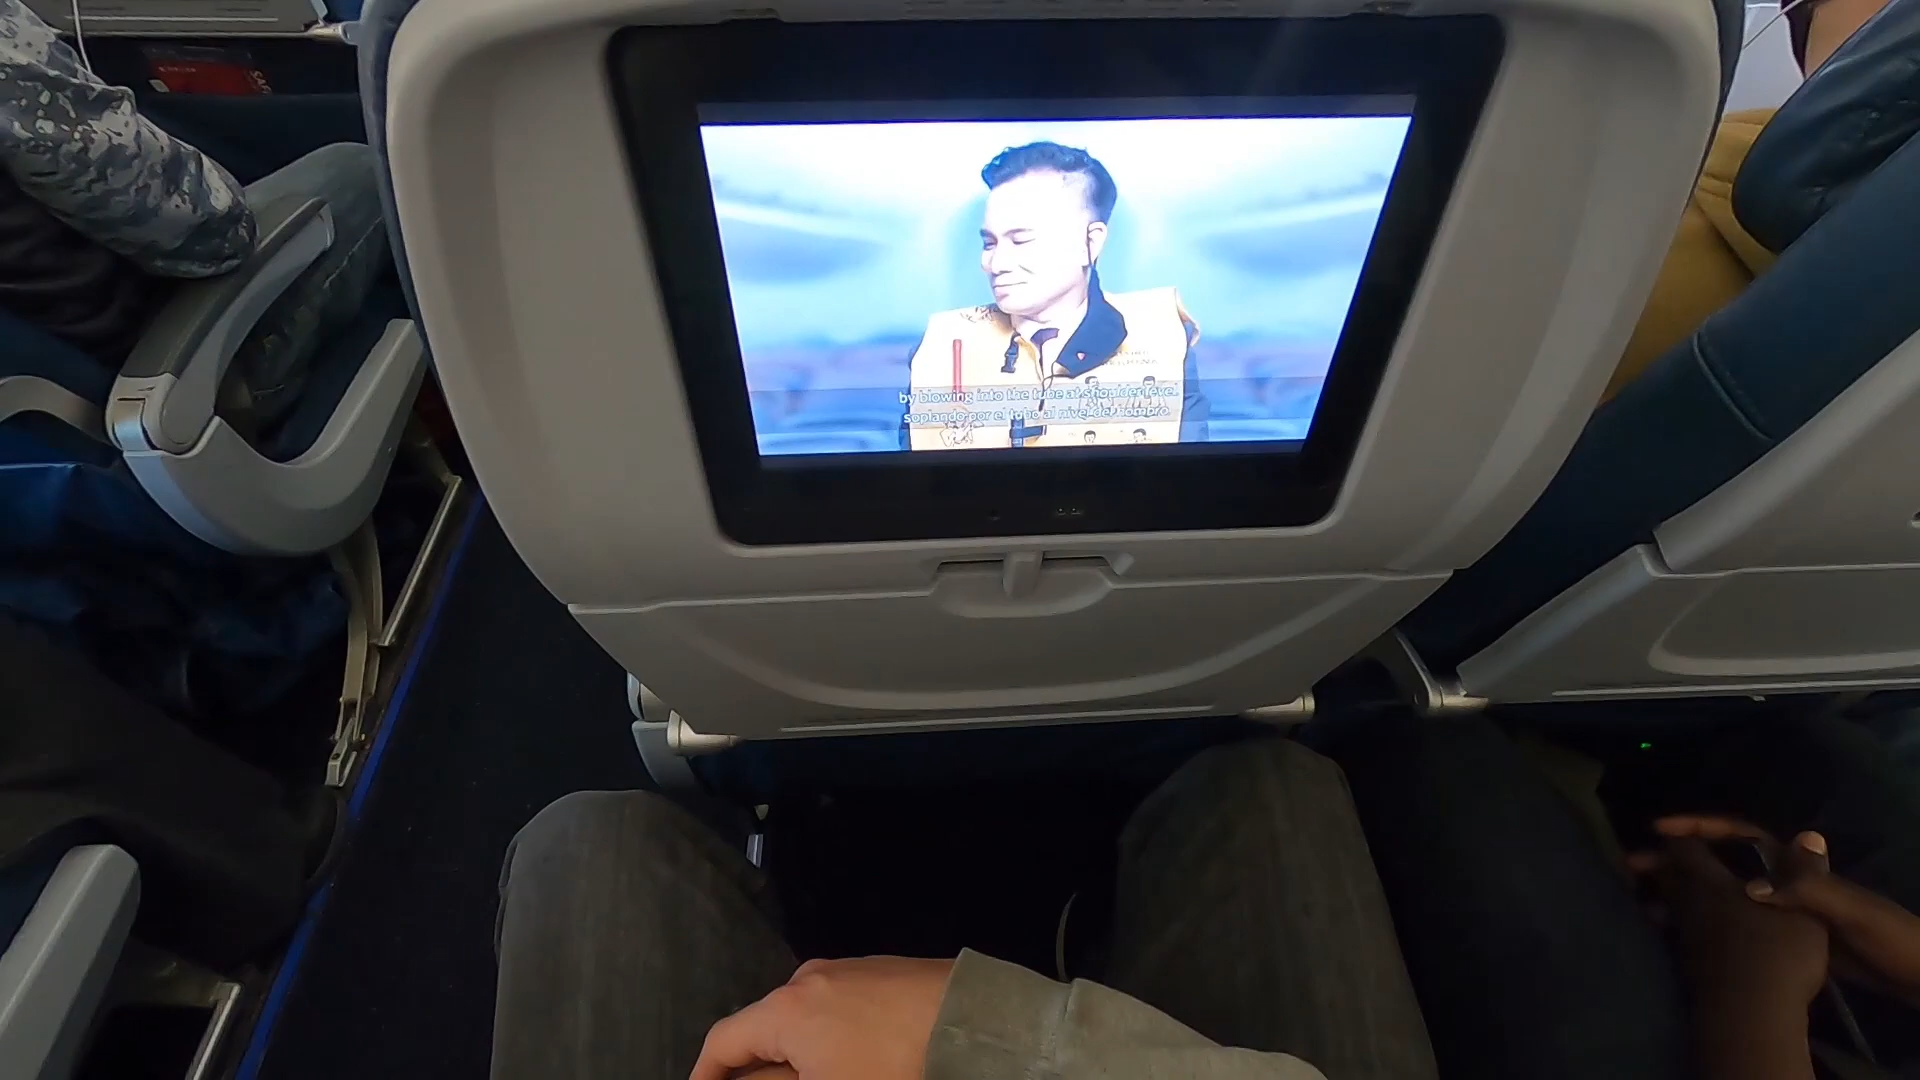 by blowing into the tube at shoulder level
soplando por el tubo al nivel del hombro